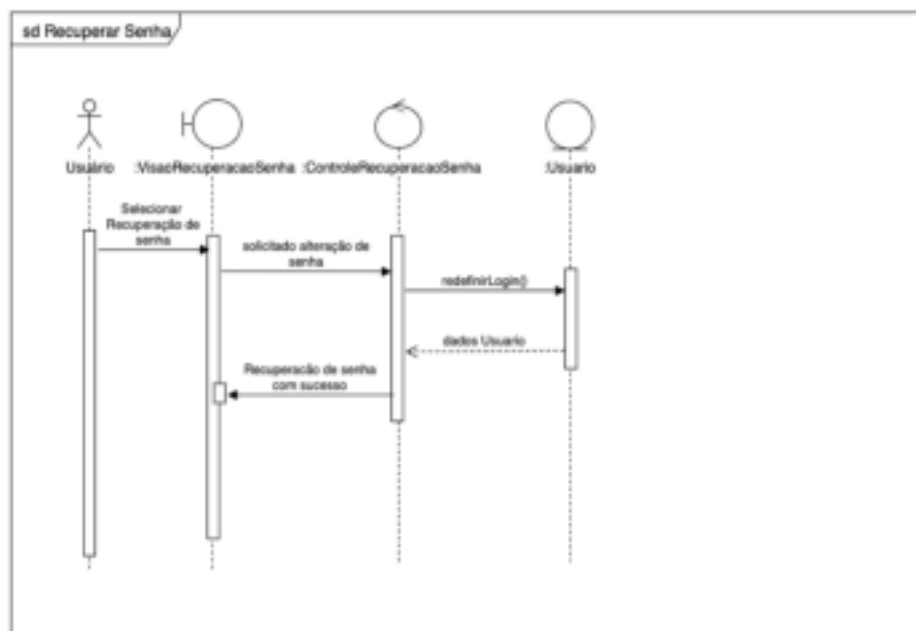 sd Recuperar Senha
Usuário
:VisaoRecuperacaoSenha
:ControleRecuperacaoSenha
:Usuario
Selecionar
Recuperação de
senha
solicitado alteração de
senha
redefinirLogin()
dados Usuario
Recuperacão de senha
com sucesso